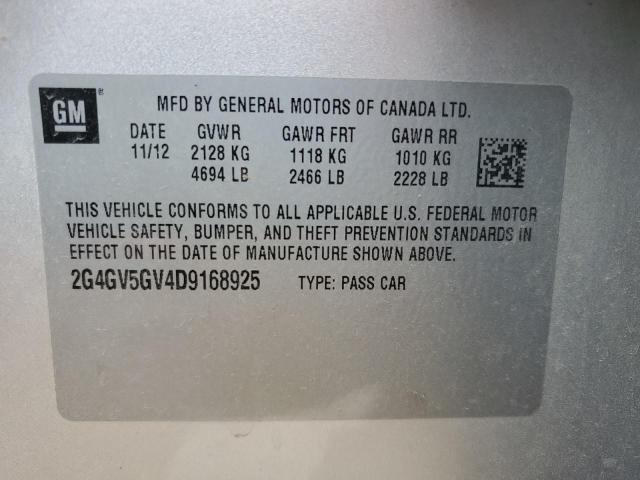 GM ®
MFD BY GENERAL MOTORS OF CANADA LTD.
DATE GVWR GAWR FRT GAWR RR
11/12 2128 KG 1118 KG 1010 KG
4694 LB 2466 LB 2228 LB
THIS VEHICLE CONFORMS TO ALL APPLICABLE U.S. FEDERAL MOTOR
VEHICLE SAFETY, BUMPER, AND THEFT PREVENTION STANDARDS IN
EFFECT ON THE DATE OF MANUFACTURE SHOWN ABOVE.
2G4GV5GV4D9168925 TYPE: PASS CAR